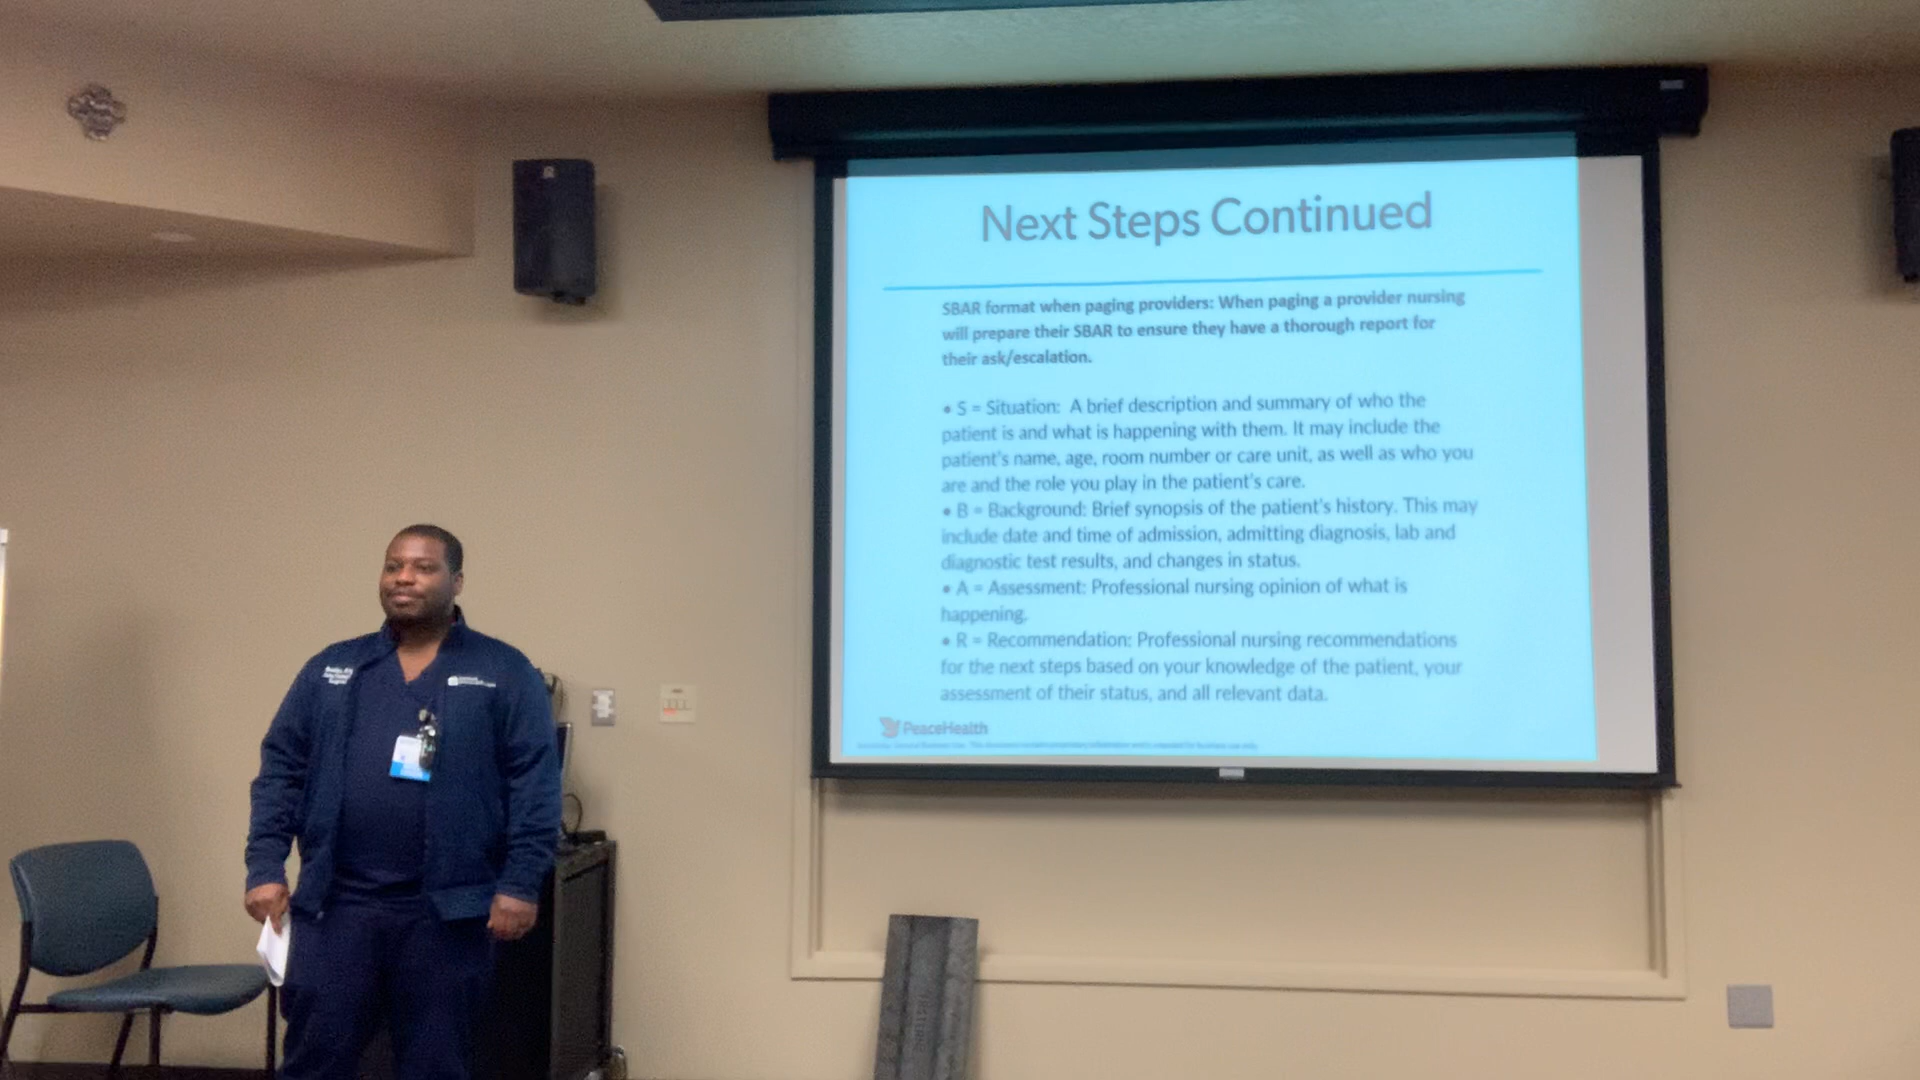 Next Steps Continued
SBAR format when paging providers: When paging a provider nursing
will prepare their SBAR to ensure they have a thorough report for
their ask/escalation.
• S = Situation:  A brief description and summary of who the
patient is and what is happening with them. It may include the
patient's name, age, room number or care unit, as well as who you
are and the role you play in the patient's care.
• B = Background: Brief synopsis of the patient's history. This may
include date and time of admission, admitting diagnosis, lab and
diagnostic test results, and changes in status.
• A = Assessment: Professional nursing opinion of what is
happening.
• R = Recommendation: Professional nursing recommendations
for the next steps based on your knowledge of the patient, your
assessment of their status, and all relevant data.
PeaceHealth